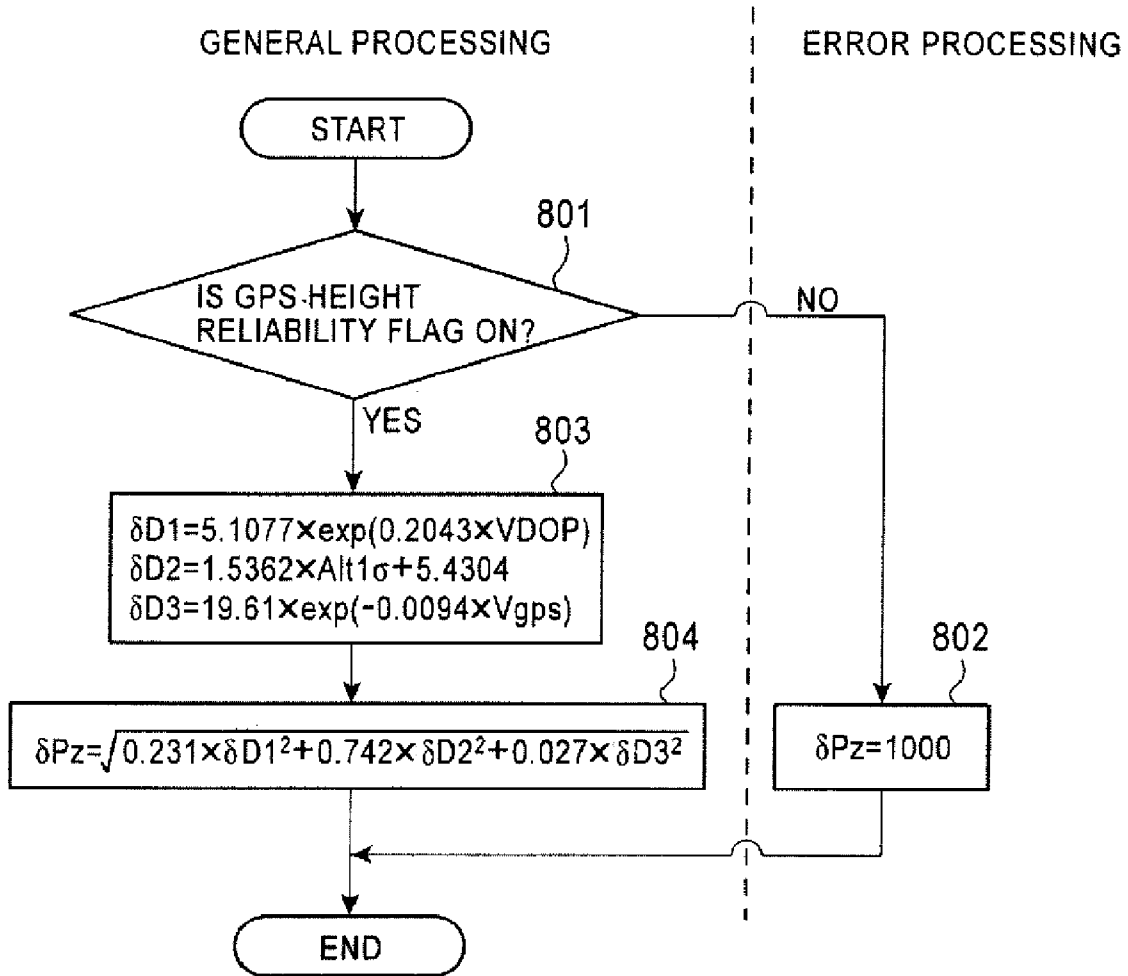 GENERAL PROCESSING
ERROR PROCESSING
START
801
IS GPS-HEIGHT
RELIABILITY FLAG ON?
NO
YES
803
δD1=5.1077×exp(0.2043×VDOP)
δD2=1.5362×Alt1σ+5.4304
δD3=19.61×exp(-0.0094×Vgps)
804
δPz=√0.231×δD1²+0.742×δD2²+0.027×δD3²
802
δPz=1000
END